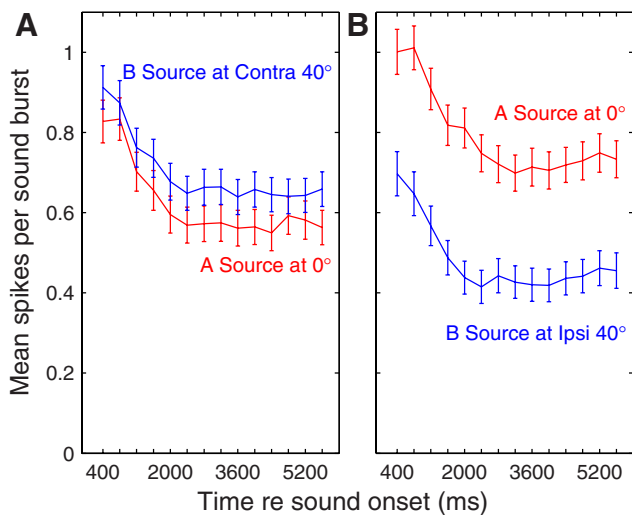 A
B
Mean spikes per sound burst
1
0.8
0.6
0.4
0.2
0
B Source at Contra 40°
A Source at 0°
A Source at 0°
B Source at Ipsi 40°
400 2000 3600 5200
400 2000 3600 5200
Time re sound onset (ms)